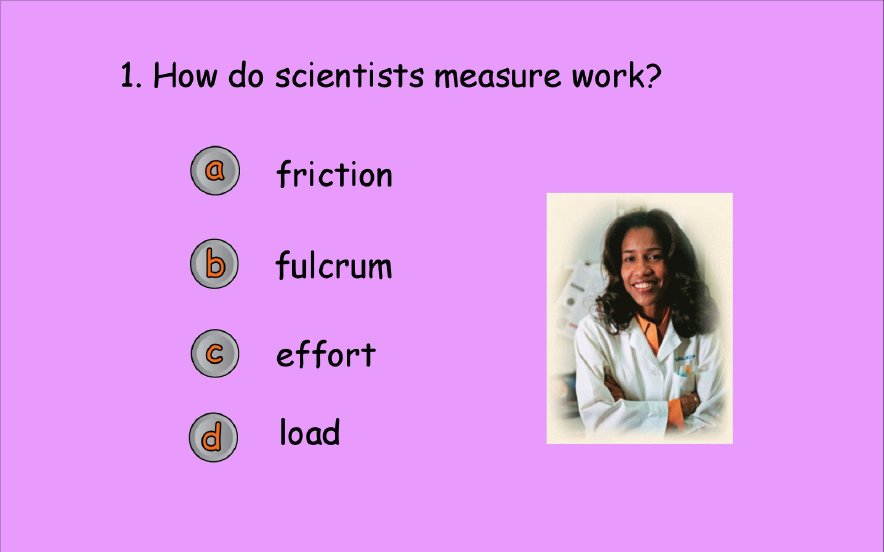 1. How do scientists measure work?
a friction
b fulcrum
c effort
d load